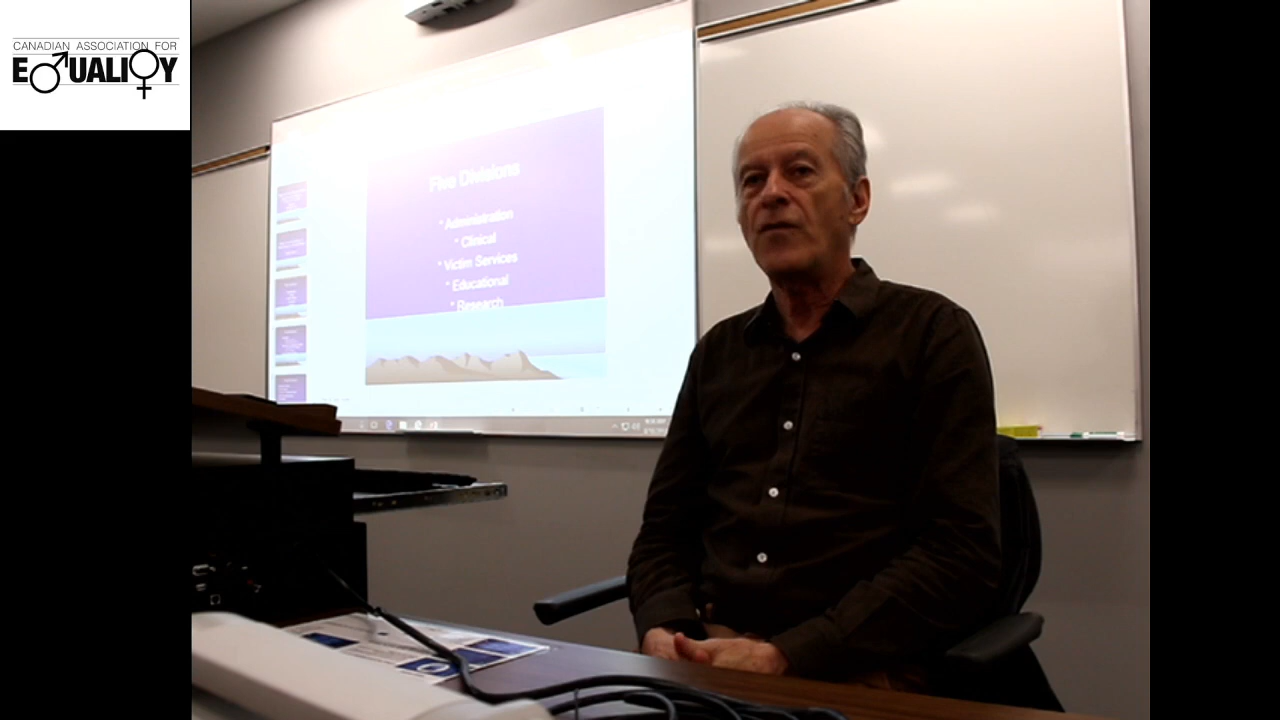 CANADIAN ASSOCIATION FOR
EQUALITY
Five Divisions
* Administration
* Clinical
* Victim Services
* Educational
* Research